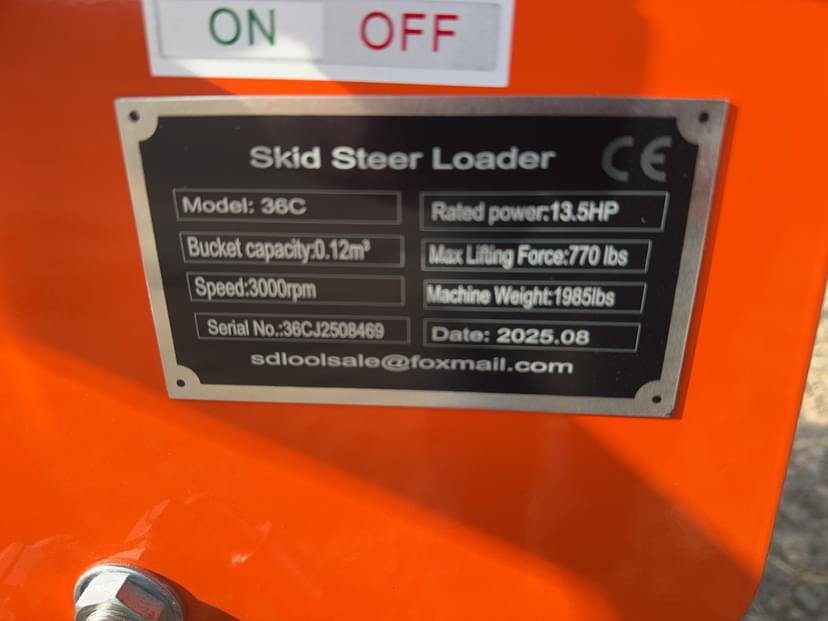 ON OFF
Skid Steer Loader CE
Model: 36C
Rated power:13.5HP
Bucket capacity:0.12m³
Max Lifting Force:770 lbs
Speed:3000rpm
Machine Weight:1985lbs
Serial No.:36CJ2508469
Date: 2025.08
sdloolsale@foxmail.com